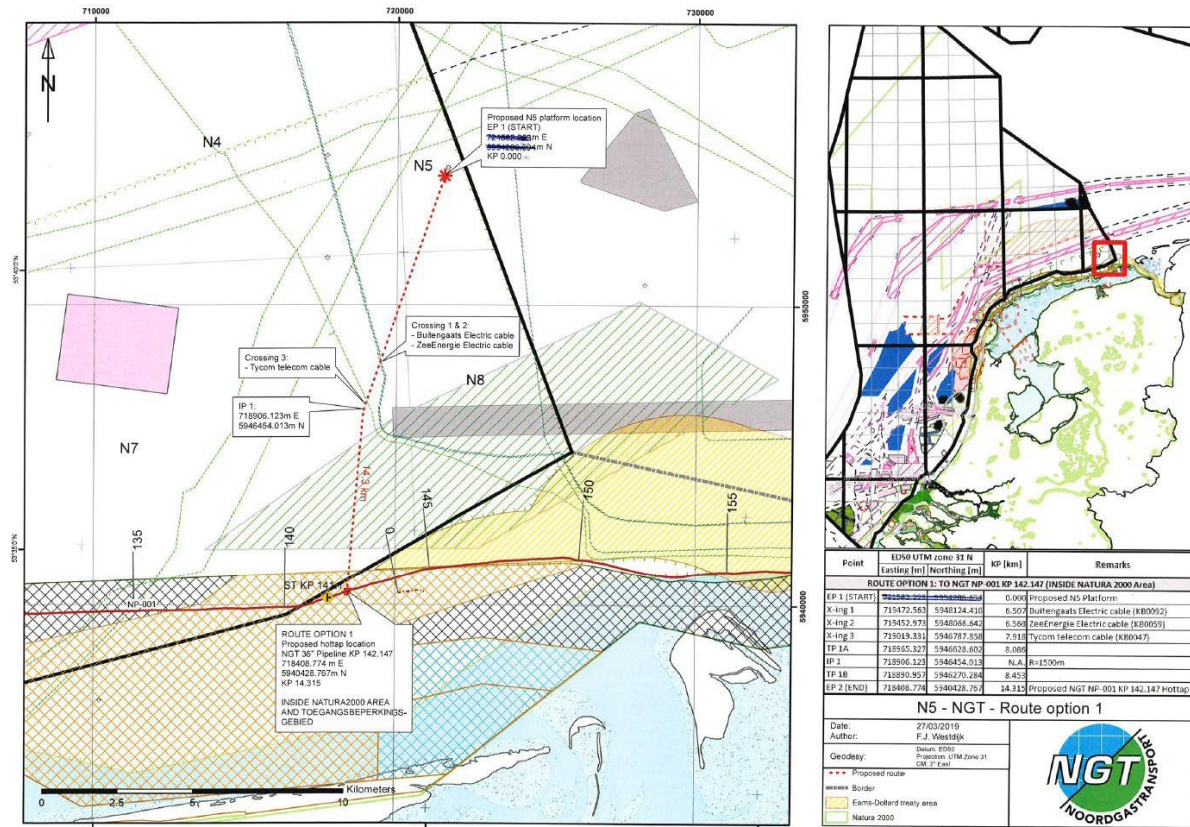 710000
720000
730000
N
N4
Proposed N5 platform location
EP 1 (START)
KP 0.000
N5
53°40'0"N
5950000
Crossing 1 & 2:
- Buitengaats Electric cable
- ZeeEnergie Electric cable
Crossing 3:
- Tycom telecom cable
N8
IP 1:
718906.123m E
5946454.013m N
N7
14.3 km
53°35'0"N
135
140
0
145
150
155
ST KP
NP-001
5940000
ROUTE OPTION 1
Proposed hottap location
NGT 36" Pipeline KP 142.147
718408.774 m E
5940428.767m N
KP 14.315
INSIDE NATURA2000 AREA
AND TOEGANGSBEPERKINGS-
GEBIED
Kilometers
0 2.5 5 10
710000
720000
730000
Point ED50 UTM zone 31 N KP [km] Remarks
Easting [m] Northing [m]
ROUTE OPTION 1: TO NGT NP-001 KP 142.147 (INSIDE NATURA 2000 Area)
EP 1 (START) 0.000 Proposed N5 Platform
X-ing 1 719472.563 5948124.410 6.507 Buitengaats Electric cable (KB0092)
X-ing 2 719452.973 5948066.642 6.568 ZeeEnergie Electric cable (KB0059)
X-ing 3 719019.331 5946787.858 7.918 Tycom telecom cable (KB0047)
TP 1A 718965.327 5946628.602 8.086
IP 1 718906.123 5946454.013 N.A. R=1500m
TP 1B 718890.957 5946270.284 8.453
EP 2 (END) 718408.774 5940428.767 14.315 Proposed NGT NP-001 KP 142.147 Hottap
N5 - NGT - Route option 1
Date: 27/03/2019
Author: F.J. Westdijk
Geodesy: Datum: ED50
Projection: UTM Zone 31
CM: 3° East
Proposed route
Border
Eems-Dollard treaty area
Natura 2000
NGT
NOORDGASTRANSPORT